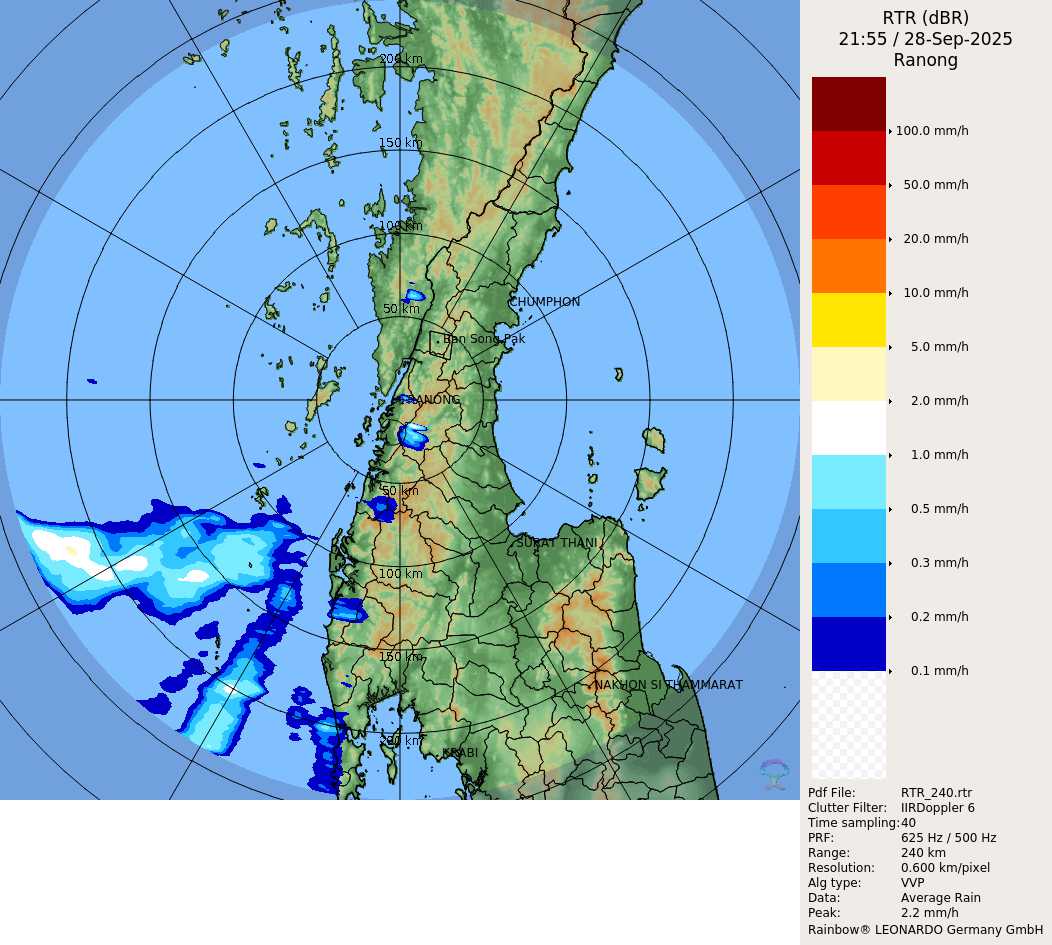 RTR (dBR)
21:55 / 28-Sep-2025
Ranong
100.0 mm/h
50.0 mm/h
20.0 mm/h
10.0 mm/h
5.0 mm/h
2.0 mm/h
1.0 mm/h
0.5 mm/h
0.3 mm/h
0.2 mm/h
0.1 mm/h
200 km
150 km
100 km
50 km
CHUMPHON
Ban Song Pak
RANONG
50 km
SURAT THANI
100 km
150 km
NAKHON SI THAMMARAT
200 km
KRABI
Pdf File: RTR_240.rtr
Clutter Filter: IIRDoppler 6
Time sampling: 40
PRF: 625 Hz / 500 Hz
Range: 240 km
Resolution: 0.600 km/pixel
Alg type: VVP
Data: Average Rain
Peak: 2.2 mm/h
Rainbow® LEONARDO Germany GmbH